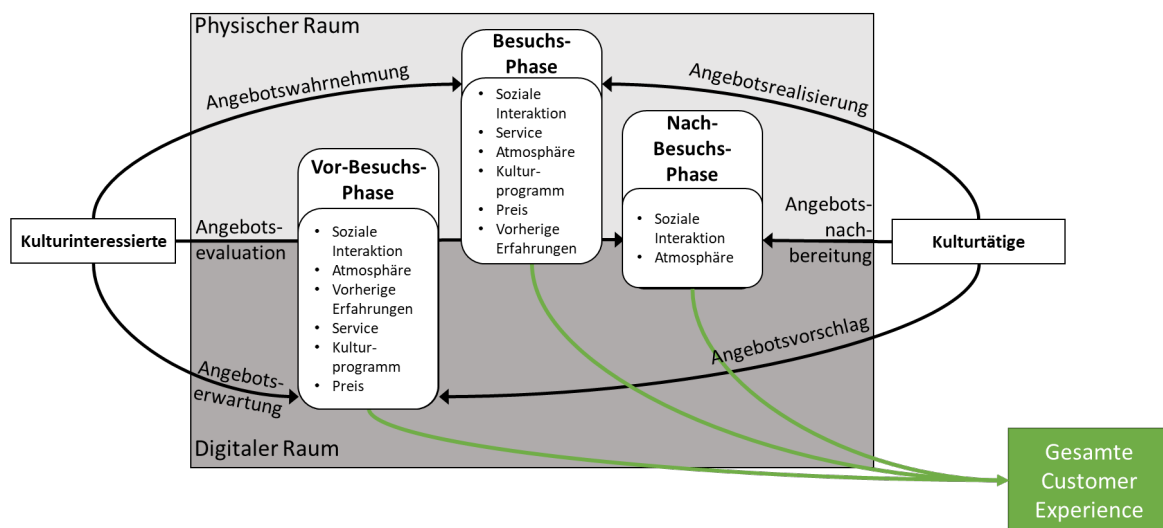 Physischer Raum
Besuchs-
Phase
• Soziale
Interaktion
• Service
• Atmosphäre
• Kultur-
programm
• Preis
• Vorherige
Erfahrungen
Angebotswahrnehmung
Angebotsrealisierung
Nach-
Besuchs-
Phase
• Soziale
Interaktion
• Atmosphäre
Vor-Besuchs-
Phase
• Soziale
Interaktion
• Atmosphäre
• Vorherige
Erfahrungen
• Service
• Kultur-
programm
• Preis
Kulturinteressierte
Angebots-
evaluation
Angebots-
nach-
bereitung
Kulturtätige
Angebots-
erwartung
Angebotsvorschlag
Digitaler Raum
Gesamte
Customer
Experience